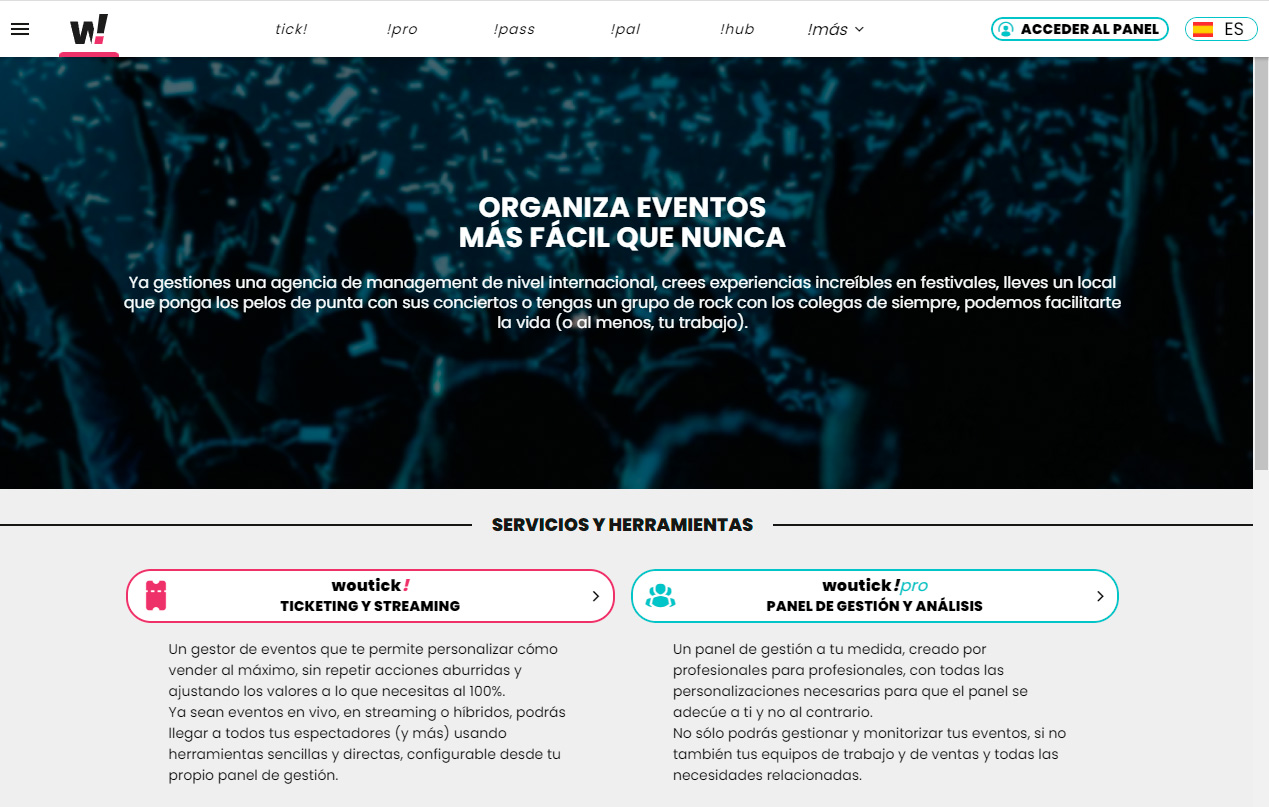 W!
tick!
!pro
!pass
!pal
!hub
!más
ACCEDER AL PANEL
ES
ORGANIZA EVENTOS
MÁS FÁCIL QUE NUNCA
Ya gestiones una agencia de management de nivel internacional, crees experiencias increíbles en festivales, lleves un local
que ponga los pelos de punta con sus conciertos o tengas un grupo de rock con los colegas de siempre, podemos facilitarte
la vida (o al menos, tu trabajo).
SERVICIOS Y HERRAMIENTAS
woutick!
TICKETING Y STREAMING
Un gestor de eventos que te permite personalizar cómo
vender al máximo, sin repetir acciones aburridas y
ajustando los valores a lo que necesitas al 100%.
Ya sean eventos en vivo, en streaming o híbridos, podrás
llegar a todos tus espectadores (y más) usando
herramientas sencillas y directas, configurable desde tu
propio panel de gestión.
woutick!pro
PANEL DE GESTIÓN Y ANÁLISIS
Un panel de gestión a tu medida, creado por
profesionales para profesionales, con todas las
personalizaciones necesarias para que el panel se
adecúe a ti y no al contrario.
No sólo podrás gestionar y monitorizar tus eventos, si no
también tus equipos de trabajo y de ventas y todas las
necesidades relacionadas.